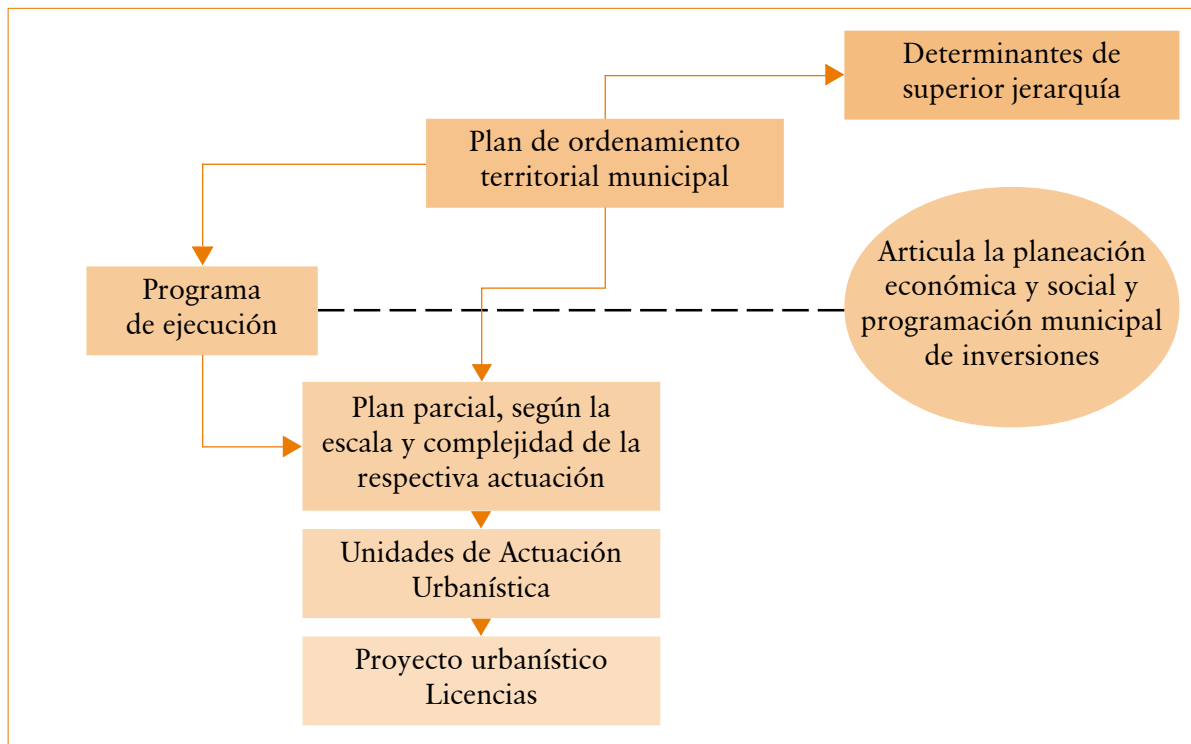 Determinantes de
superior jerarquía
Plan de ordenamiento
territorial municipal
Articula la planeación
económica y social y
programación municipal
de inversiones
Programa
de ejecución
Plan parcial, según la
escala y complejidad de la
respectiva actuación
Unidades de Actuación
Urbanística
Proyecto urbanístico
Licencias